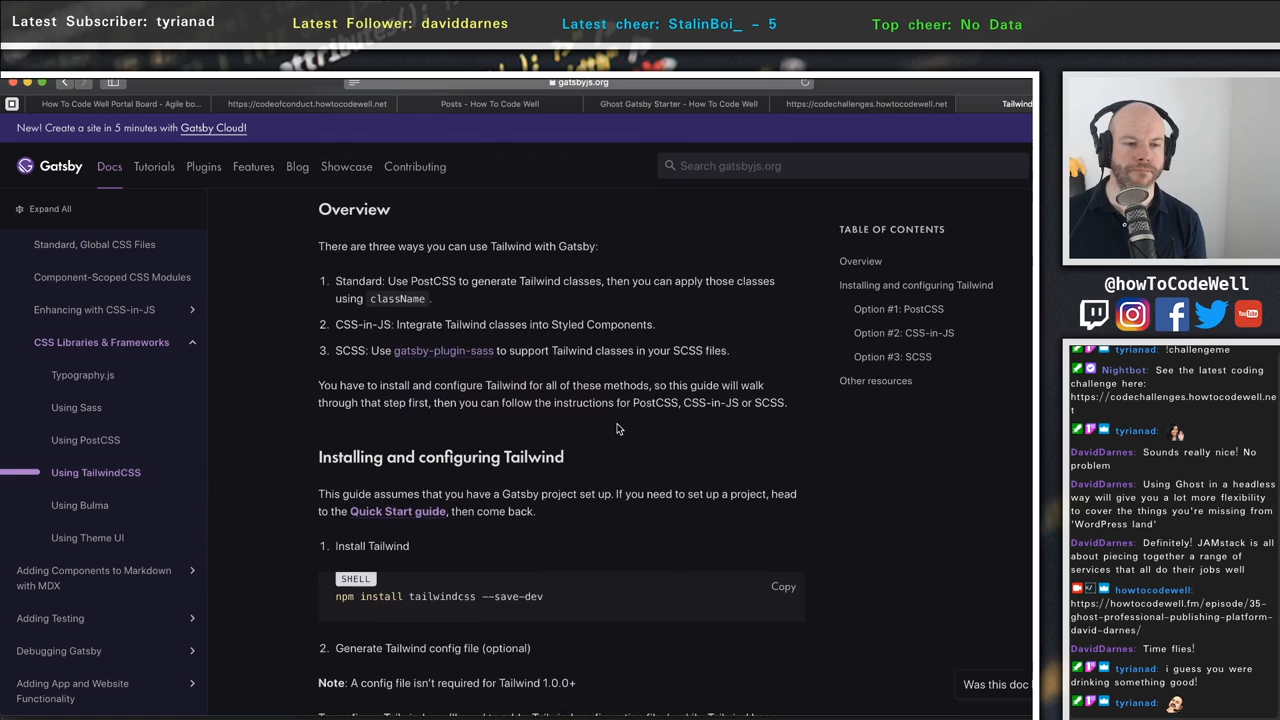 Latest Subscriber: tyrianad
Latest Follower: daviddarnes
Latest cheer: StalinBoi_ - 5
Top cheer: No Data
gatsbyjs.org
How To Code Well Portal Board - Agile bo...
https://codeofconduct.howtocodewell.net
Posts - How To Code Well
Ghost Gatsby Starter - How To Code Well
https://codechallenges.howtocodewell.net
Tailwind
New! Create a site in 5 minutes with Gatsby Cloud!
Gatsby
Docs
Tutorials
Plugins
Features
Blog
Showcase
Contributing
Search gatsbyjs.org
Expand All
Standard, Global CSS Files
Component-Scoped CSS Modules
Enhancing with CSS-in-JS
CSS Libraries & Frameworks
Typography.js
Using Sass
Using PostCSS
Using TailwindCSS
Using Bulma
Using Theme UI
Adding Components to Markdown
with MDX
Adding Testing
Debugging Gatsby
Adding App and Website
Functionality
Overview
There are three ways you can use Tailwind with Gatsby:
1. Standard: Use PostCSS to generate Tailwind classes, then you can apply those classes
using className.
2. CSS-in-JS: Integrate Tailwind classes into Styled Components.
3. SCSS: Use gatsby-plugin-sass to support Tailwind classes in your SCSS files.
You have to install and configure Tailwind for all of these methods, so this guide will walk
through that step first, then you can follow the instructions for PostCSS, CSS-in-JS or SCSS.
Installing and configuring Tailwind
This guide assumes that you have a Gatsby project set up. If you need to set up a project, head
to the Quick Start guide, then come back.
1. Install Tailwind
SHELL
Copy
npm install tailwindcss --save-dev
2. Generate Tailwind config file (optional)
Note: A config file isn't required for Tailwind 1.0.0+
TABLE OF CONTENTS
Overview
Installing and configuring Tailwind
Option #1: PostCSS
Option #2: CSS-in-JS
Option #3: SCSS
Other resources
Was this doc
@howToCodeWell
You Tube
tyrianad:
!challengeme
Nightbot: See the latest coding
challenge here:
https://codechallenges.howtocodewell.ne
t
tyrianad:
DavidDarnes: Sounds really nice! No
problem
DavidDarnes: Using Ghost in a headless
way will give you a lot more flexibility
to cover the things you're missing from
'WordPress land'
DavidDarnes: Definitely! JAMstack is all
about piecing together a range of
services that all do their jobs well
howtocodewell:
https://howtocodewell.fm/episode/35-
ghost-professional-publishing-platform-
david-darnes/
DavidDarnes: Time flies!
tyrianad: i guess you were
drinking something good!
tyrianad: